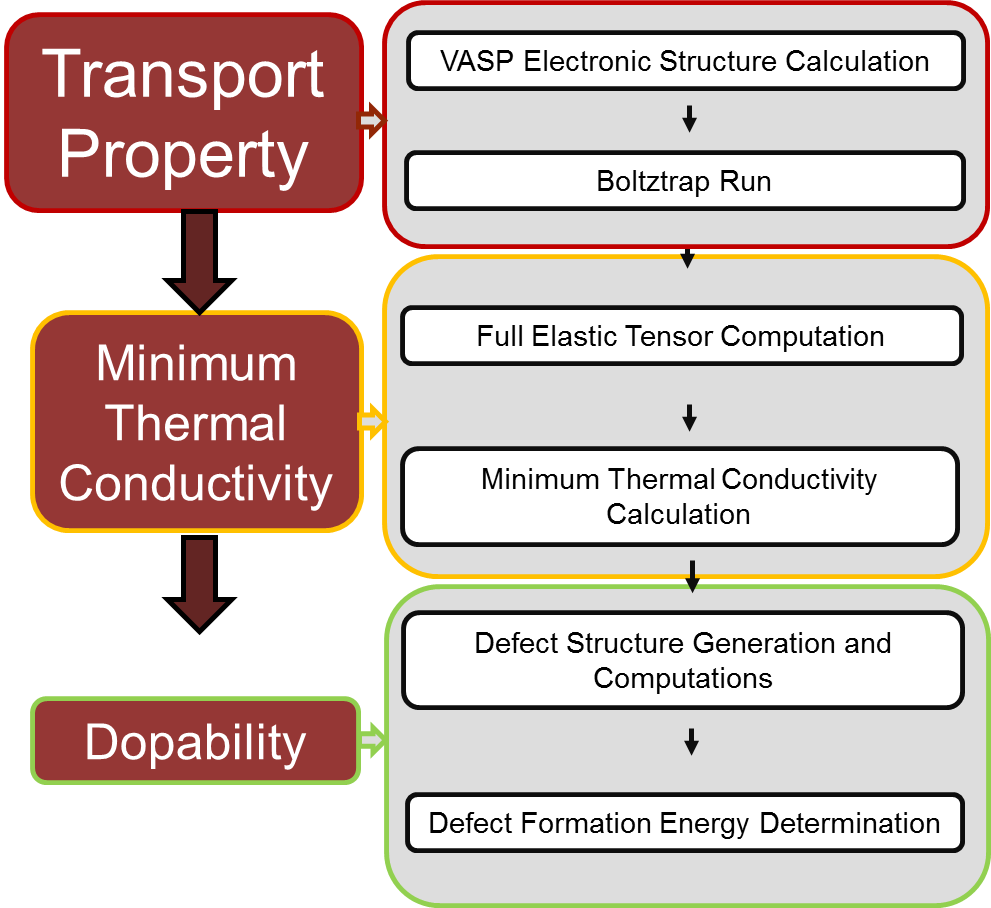 Transport
Property
VASP Electronic Structure Calculation
Boltztrap Run
Minimum
Thermal
Conductivity
Full Elastic Tensor Computation
Minimum Thermal Conductivity
Calculation
Dopability
Defect Structure Generation and
Computations
Defect Formation Energy Determination